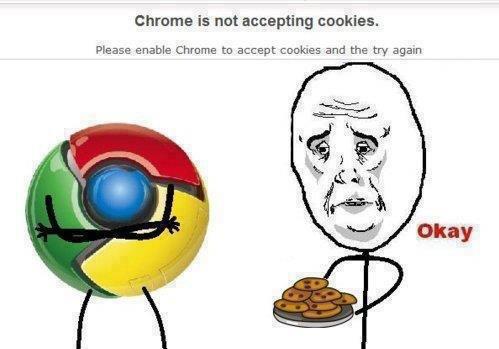 Chrome is not accepting cookies.
Please enable Chrome to accept cookies and the try again
Okay